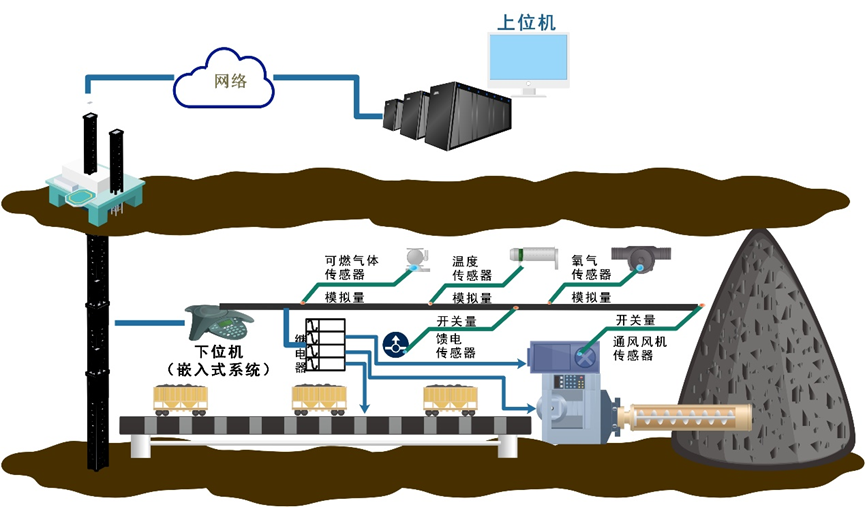 上位机
网络
可燃气体
传感器
模拟量
温度
传感器
模拟量
氧气
传感器
模拟量
下位机
（嵌入式系统）
继
电
器
开关量
馈电
传感器
开关量
通风风机
传感器